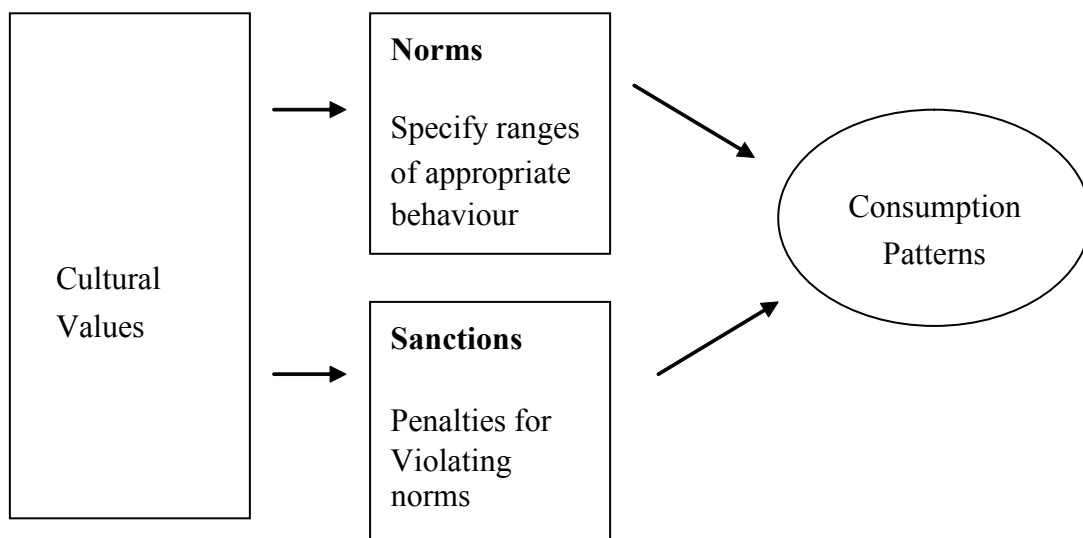 Cultural
Values
Norms
Specify ranges
of appropriate
behaviour
Sanctions
Penalties for
Violating
norms
Consumption
Patterns